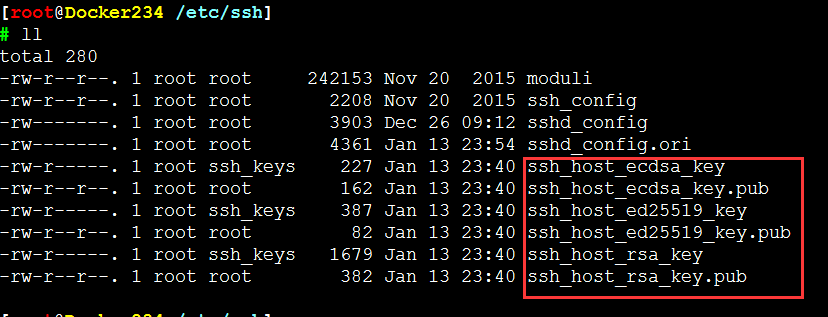 [root@Docker234 /etc/ssh]
# ll
total 280
-rw-r--r--. 1 root root     242153 Nov 20  2015 moduli
-rw-r--r--. 1 root root       2208 Nov 20  2015 ssh_config
-rw-------. 1 root root       3903 Dec 26 09:12 sshd_config
-rw-------. 1 root root       4361 Jan 13 23:54 sshd_config.ori
-rw-r-----. 1 root ssh_keys    227 Jan 13 23:40 ssh_host_ecdsa_key
-rw-r--r--. 1 root root        162 Jan 13 23:40 ssh_host_ecdsa_key.pub
-rw-r-----. 1 root ssh_keys    387 Jan 13 23:40 ssh_host_ed25519_key
-rw-r--r--. 1 root root         82 Jan 13 23:40 ssh_host_ed25519_key.pub
-rw-r-----. 1 root ssh_keys   1679 Jan 13 23:40 ssh_host_rsa_key
-rw-r--r--. 1 root root        382 Jan 13 23:40 ssh_host_rsa_key.pub
[root@Docker234 /etc/ssh]